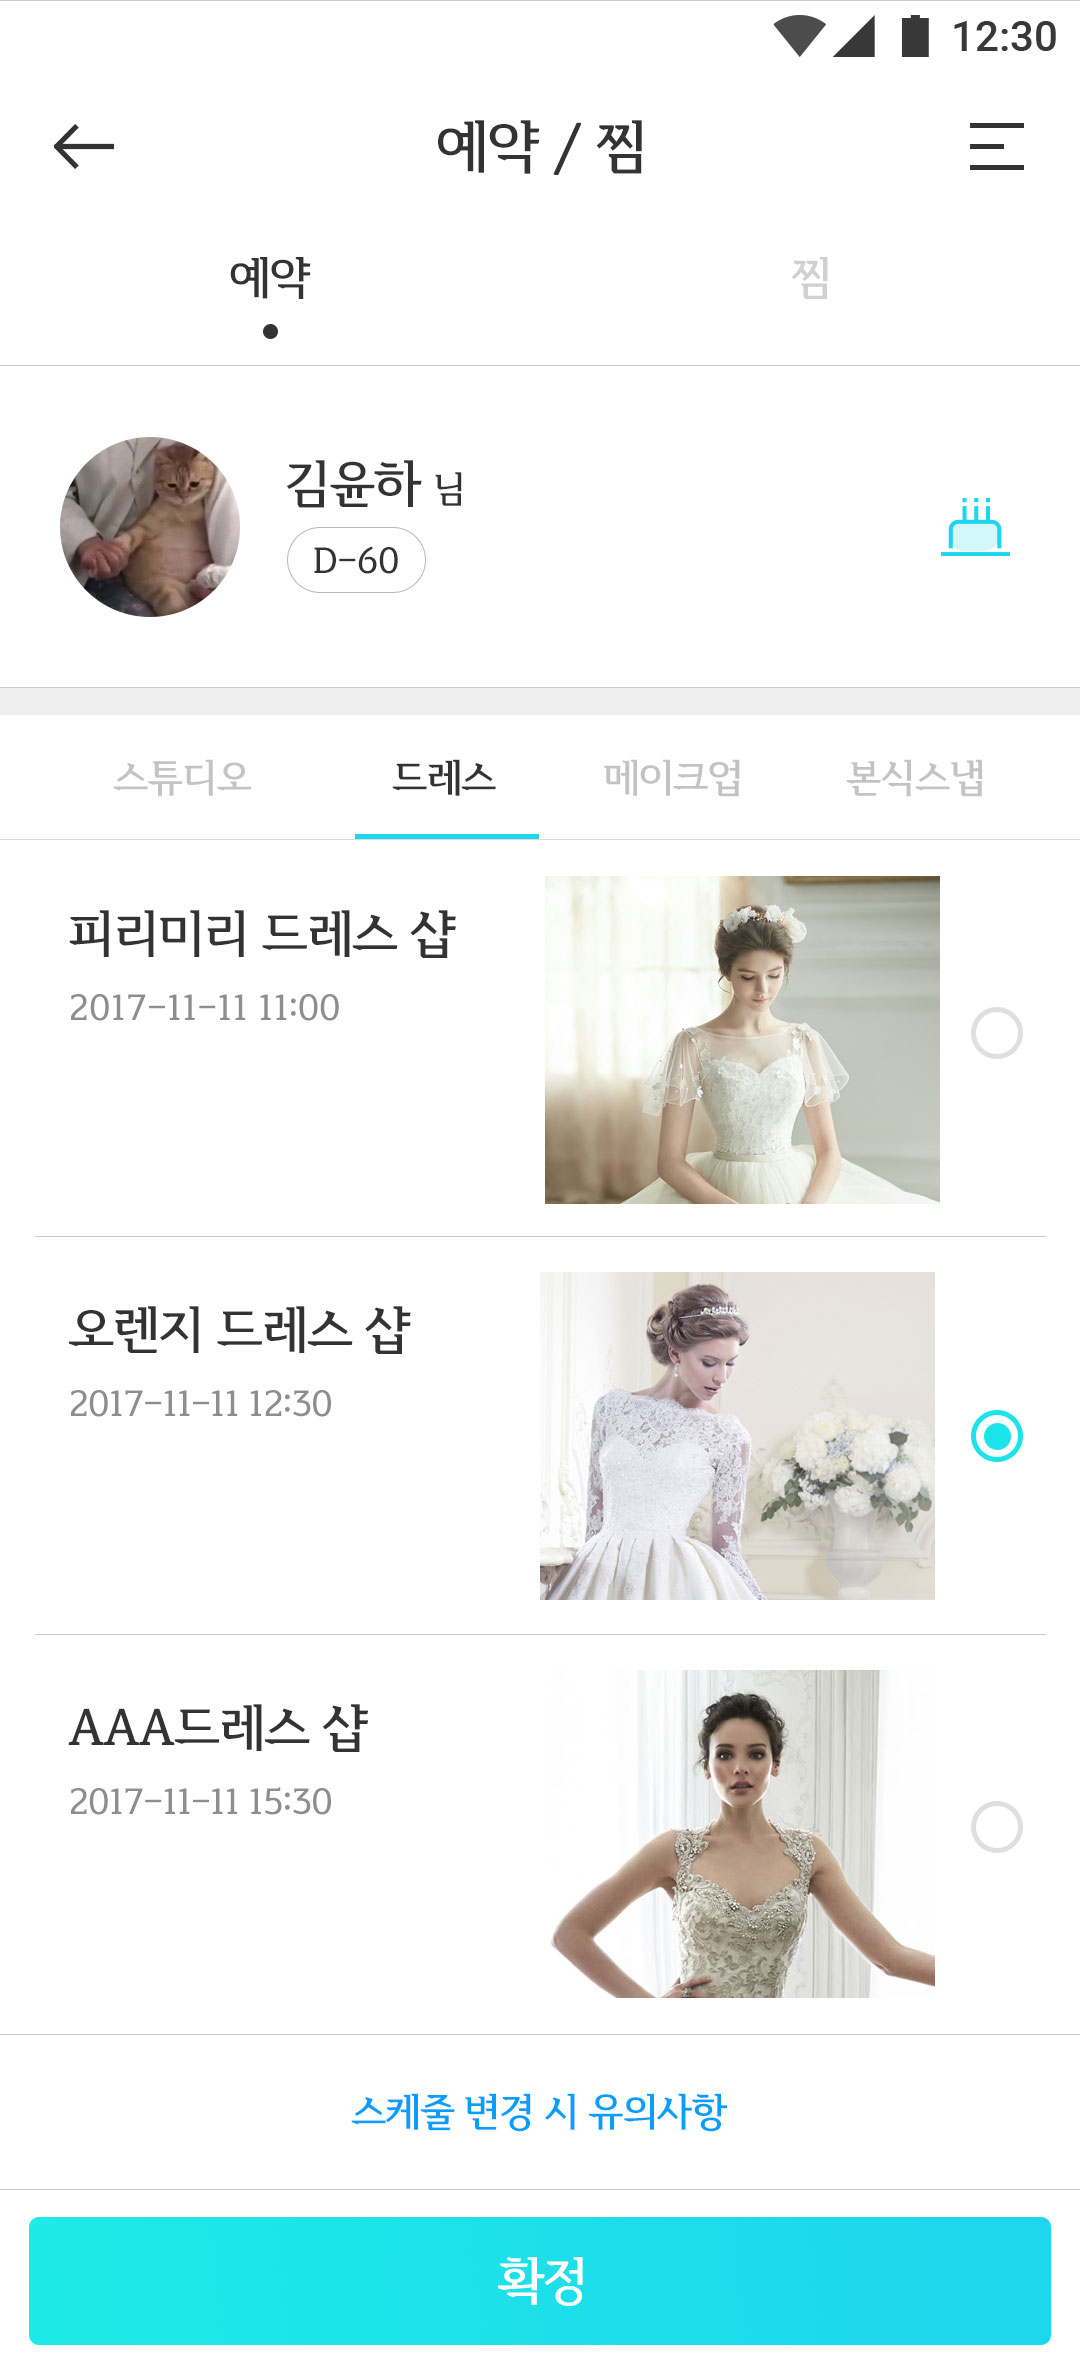 12:30
예약 / 찜
예약 찜
김윤하 님
D-60
스튜디오 드레스 메이크업 본식스냅
피리미리 드레스 샵
2017-11-11 11:00
오렌지 드레스 샵
2017-11-11 12:30
AAA드레스 샵
2017-11-11 15:30
스케줄 변경 시 유의사항
확정